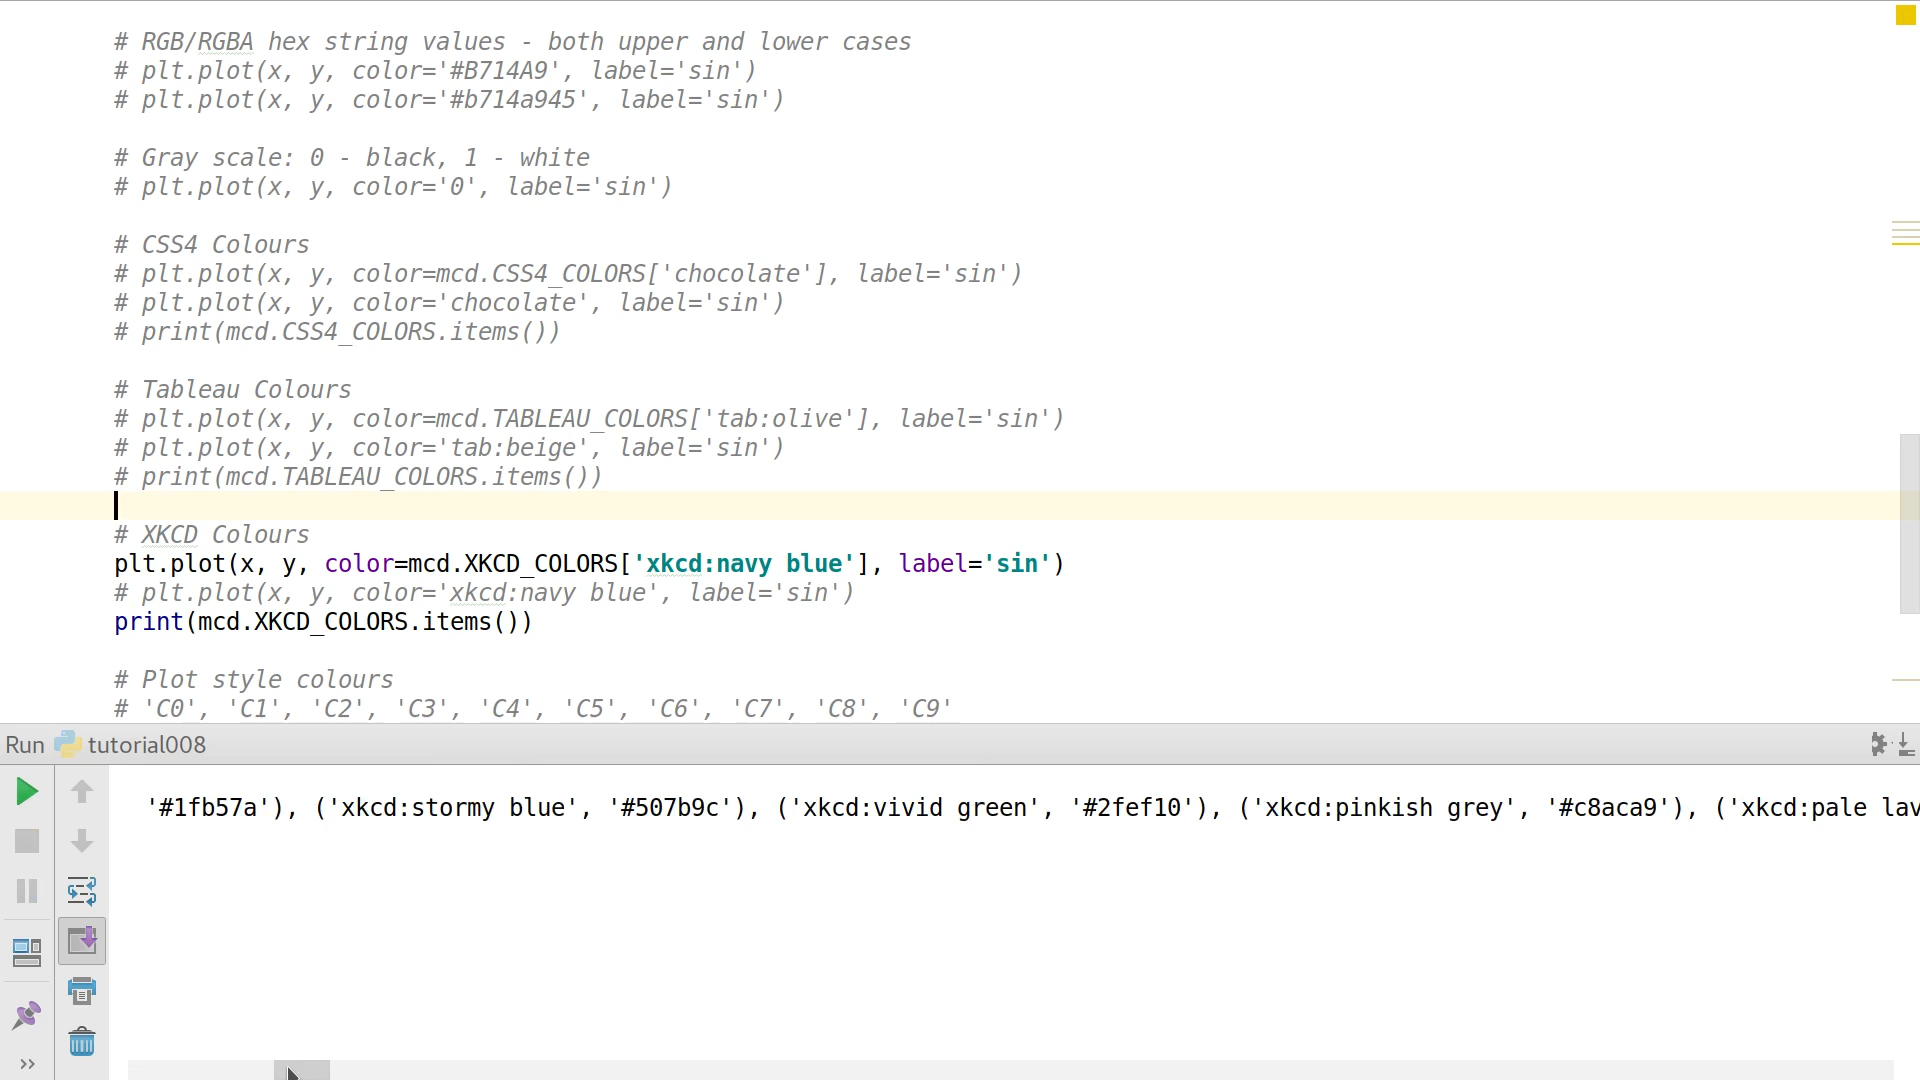 # RGB/RGBA hex string values - both upper and lower cases
# plt.plot(x, y, color='#B714A9', label='sin')
# plt.plot(x, y, color='#b714a945', label='sin')
# Gray scale: 0 - black, 1 - white
# plt.plot(x, y, color='0', label='sin')
# CSS4 Colours
# plt.plot(x, y, color=mcd.CSS4_COLORS['chocolate'], label='sin')
# plt.plot(x, y, color='chocolate', label='sin')
# print(mcd.CSS4_COLORS.items())
# Tableau Colours
# plt.plot(x, y, color=mcd.TABLEAU_COLORS['tab:olive'], label='sin')
# plt.plot(x, y, color='tab:beige', label='sin')
# print(mcd.TABLEAU_COLORS.items())
# XKCD Colours
plt.plot(x, y, color=mcd.XKCD_COLORS['xkcd:navy blue'], label='sin')
# plt.plot(x, y, color='xkcd:navy blue', label='sin')
print(mcd.XKCD_COLORS.items())
# Plot style colours
# 'C0', 'C1', 'C2', 'C3', 'C4', 'C5', 'C6', 'C7', 'C8', 'C9'
Run tutorial008
'#1fb57a'), ('xkcd:stormy blue', '#507b9c'), ('xkcd:vivid green', '#2fef10'), ('xkcd:pinkish grey', '#c8aca9'), ('xkcd:pale lav